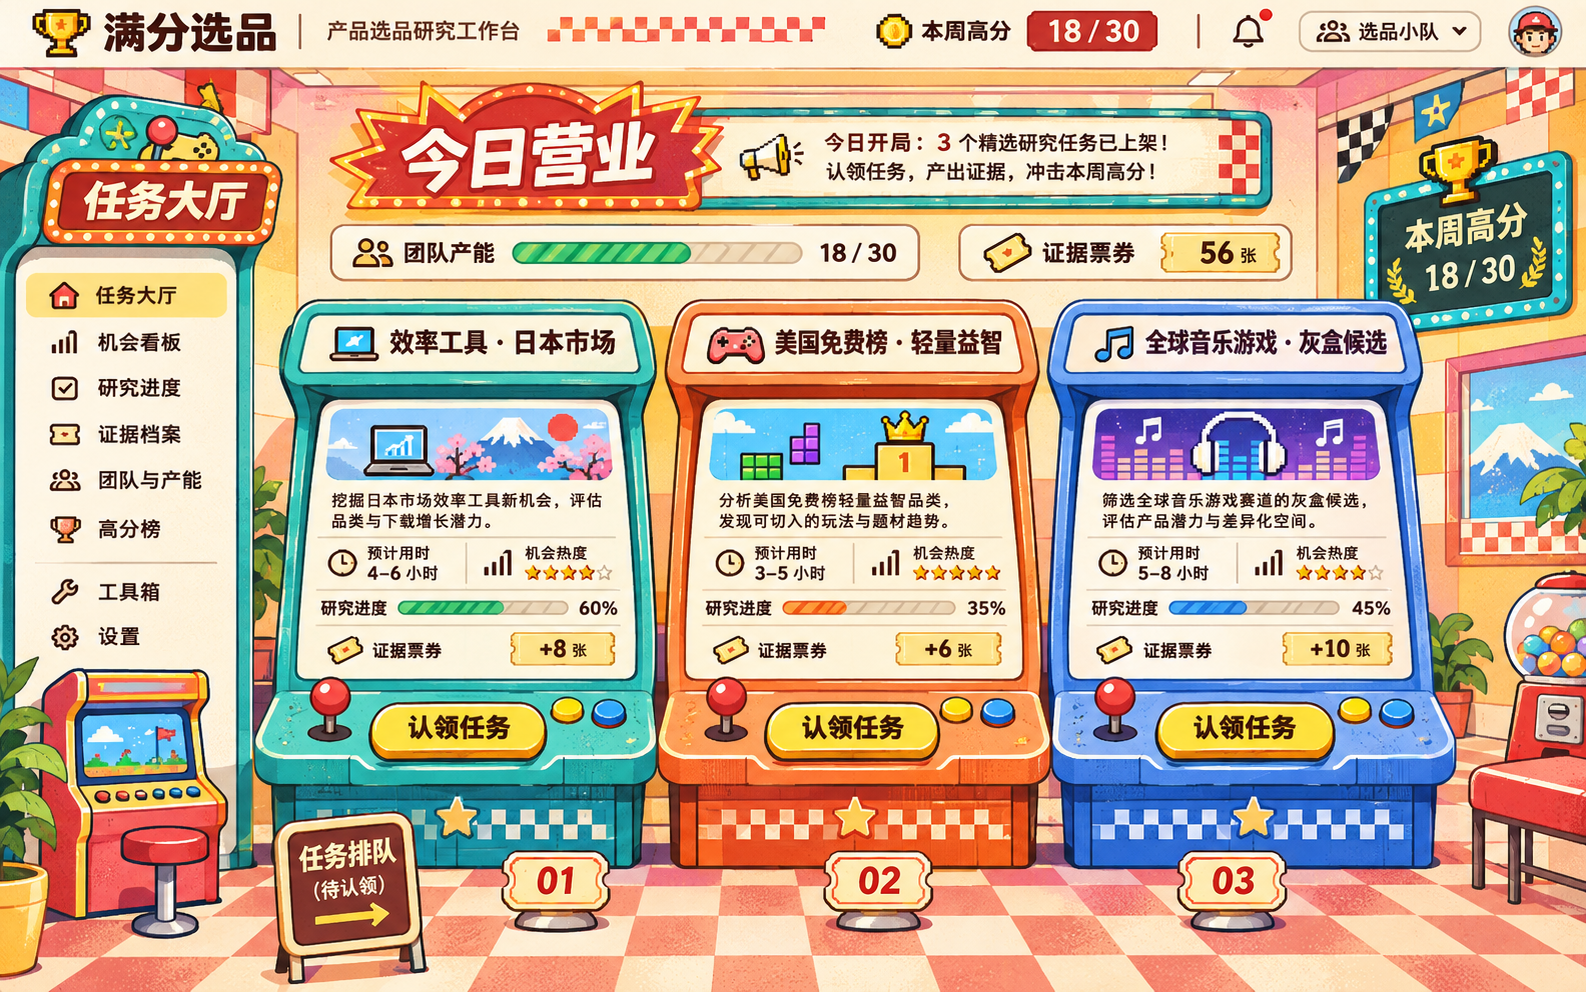 满分选品
产品选品研究工作台
本周高分
18 / 30
选品小队
任务大厅
任务大厅
机会看板
研究进度
证据档案
团队与产能
高分榜
工具箱
设置
今日营业
今日开局：3 个精选研究任务已上架！
认领任务，产出证据，冲击本周高分！
团队产能
18 / 30
证据票券
56 张
本周高分
18 / 30
效率工具 · 日本市场
挖掘日本市场效率工具新机会，评估
品类与下载增长潜力。
预计用时
4–6 小时
机会热度
研究进度
60%
证据票券
+8 张
认领任务
01
美国免费榜 · 轻量益智
1
分析美国免费榜轻量益智品类，
发现可切入的玩法与题材趋势。
预计用时
3–5 小时
机会热度
研究进度
35%
证据票券
+6 张
认领任务
02
全球音乐游戏 · 灰盒候选
筛选全球音乐游戏赛道的灰盒候选，
评估产品潜力与差异化空间。
预计用时
5–8 小时
机会热度
研究进度
45%
证据票券
+10 张
认领任务
03
任务排队
（待认领）